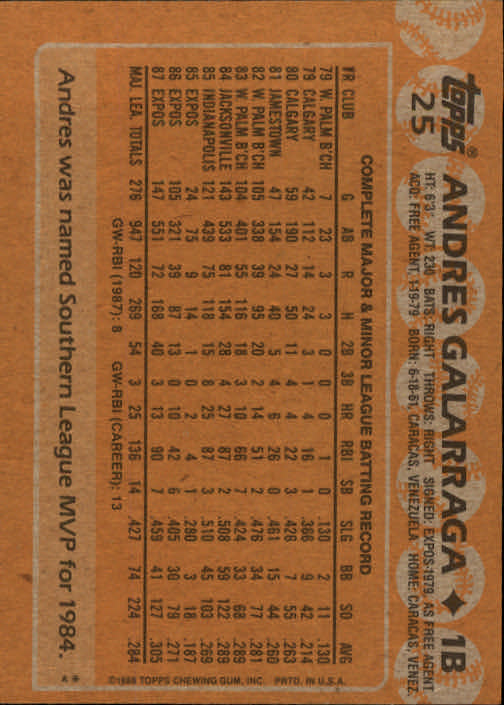 topps®
25
ANDRES GALARRAGA ♦ 1B
HT: 6'3" WT: 230 BATS: RIGHT THROWS: RIGHT SIGNED: EXPOS-1979, AS FREE AGENT
ACQ: FREE AGENT, 1-19-79 BORN: 6-18-61, CARACAS, VENEZUELA HOME: CARACAS, VENEZ.
COMPLETE MAJOR & MINOR LEAGUE BATTING RECORD
YR CLUB G AB R H 2B 3B HR RBI SB SLG BB SO AVG
79 W. PALM B'CH 7 23 3 3 0 0 0 1 0 .130 2 11 .130
79 CALGARY 42 112 14 24 3 1 4 16 1 .366 9 42 .214
80 CALGARY 59 190 27 50 11 4 4 22 3 .426 7 55 .263
81 JAMESTOWN 47 154 24 40 5 4 6 26 0 .461 15 44 .260
82 W. PALM B'CH 105 338 39 95 20 2 14 51 2 .476 34 77 .281
83 W. PALM B'CH 104 401 55 116 18 3 10 66 7 .424 33 68 .289
84 JACKSONVILLE 143 533 81 154 28 4 27 87 2 .508 59 122 .289
85 INDIANAPOLIS 121 439 75 118 15 8 25 87 3 .510 45 103 .269
85 EXPOS 24 75 9 14 1 0 2 4 1 .280 3 18 .187
86 EXPOS 105 321 39 87 13 0 10 42 6 .405 30 79 .271
87 EXPOS 147 551 72 168 40 3 13 90 7 .459 41 127 .305
MAJ. LEA. TOTALS 276 947 120 269 54 3 25 136 14 .427 74 224 .284
GW-RBI (1987): 8 GW-RBI (CAREER): 13
Andres was named Southern League MVP for 1984.
©1988 TOPPS CHEWING GUM, INC. PRTD. IN U.S.A.